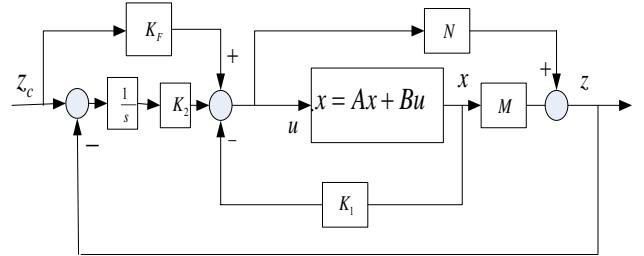 K_F
N
+
+
z_c
1/s
K_2
.x = Ax + Bu
x
M
z
u
−
−
K_1